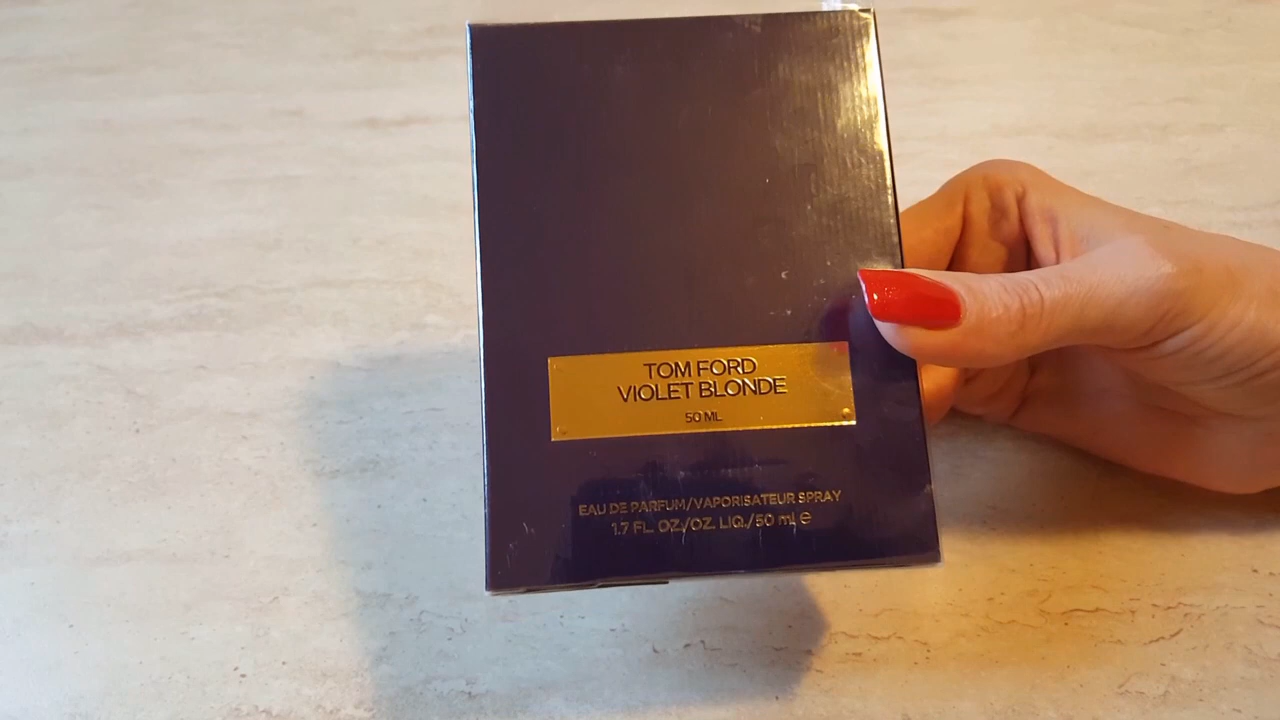 TOM FORD
VIOLET BLONDE
50 ML
EAU DE PARFUM/VAPORISATEUR SPRAY
1.7 FL. OZ./OZ. LIQ./50 ml ℮